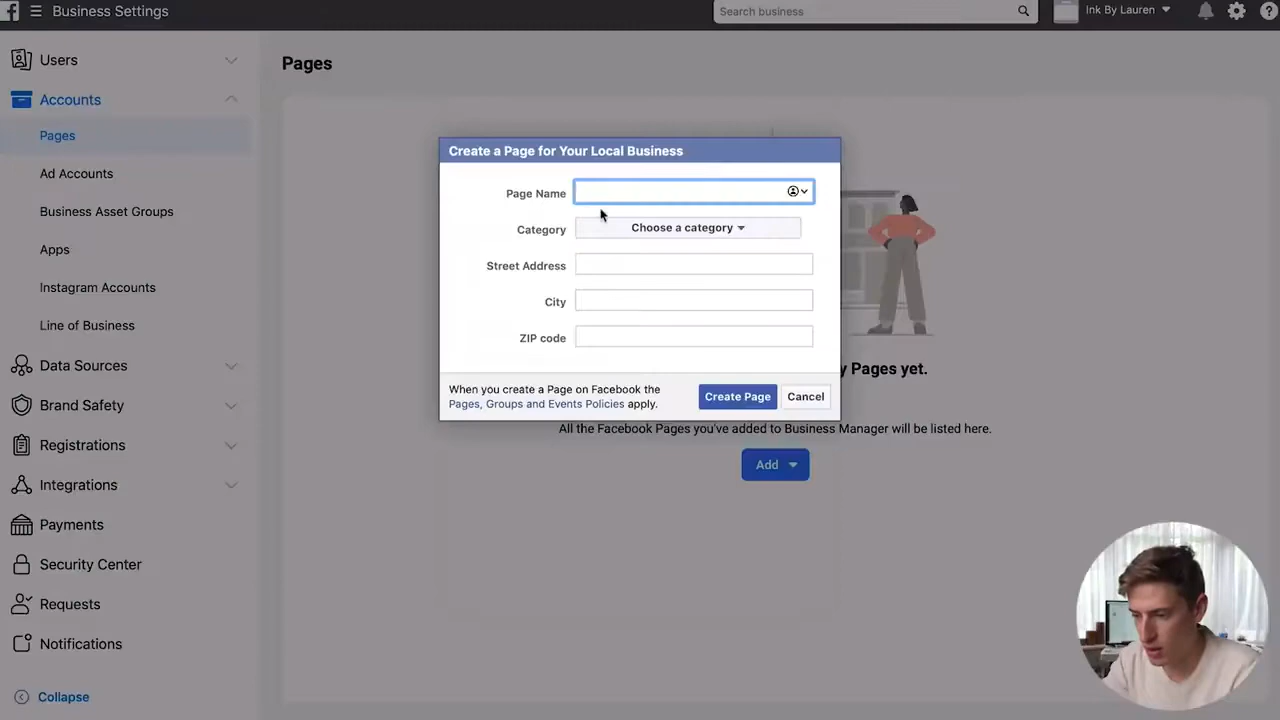 Business Settings
Search business
Ink By Lauren
Users
Accounts
Pages
Ad Accounts
Business Asset Groups
Apps
Instagram Accounts
Line of Business
Data Sources
Brand Safety
Registrations
Integrations
Payments
Security Center
Requests
Notifications
Collapse
Pages
Create a Page for Your Local Business
Page Name
Category
Choose a category
Street Address
City
ZIP code
When you create a Page on Facebook the
Pages, Groups and Events Policies apply.
Create Page
Cancel
y Pages yet.
All the Facebook Pages you've added to Business Manager will be listed here.
Add